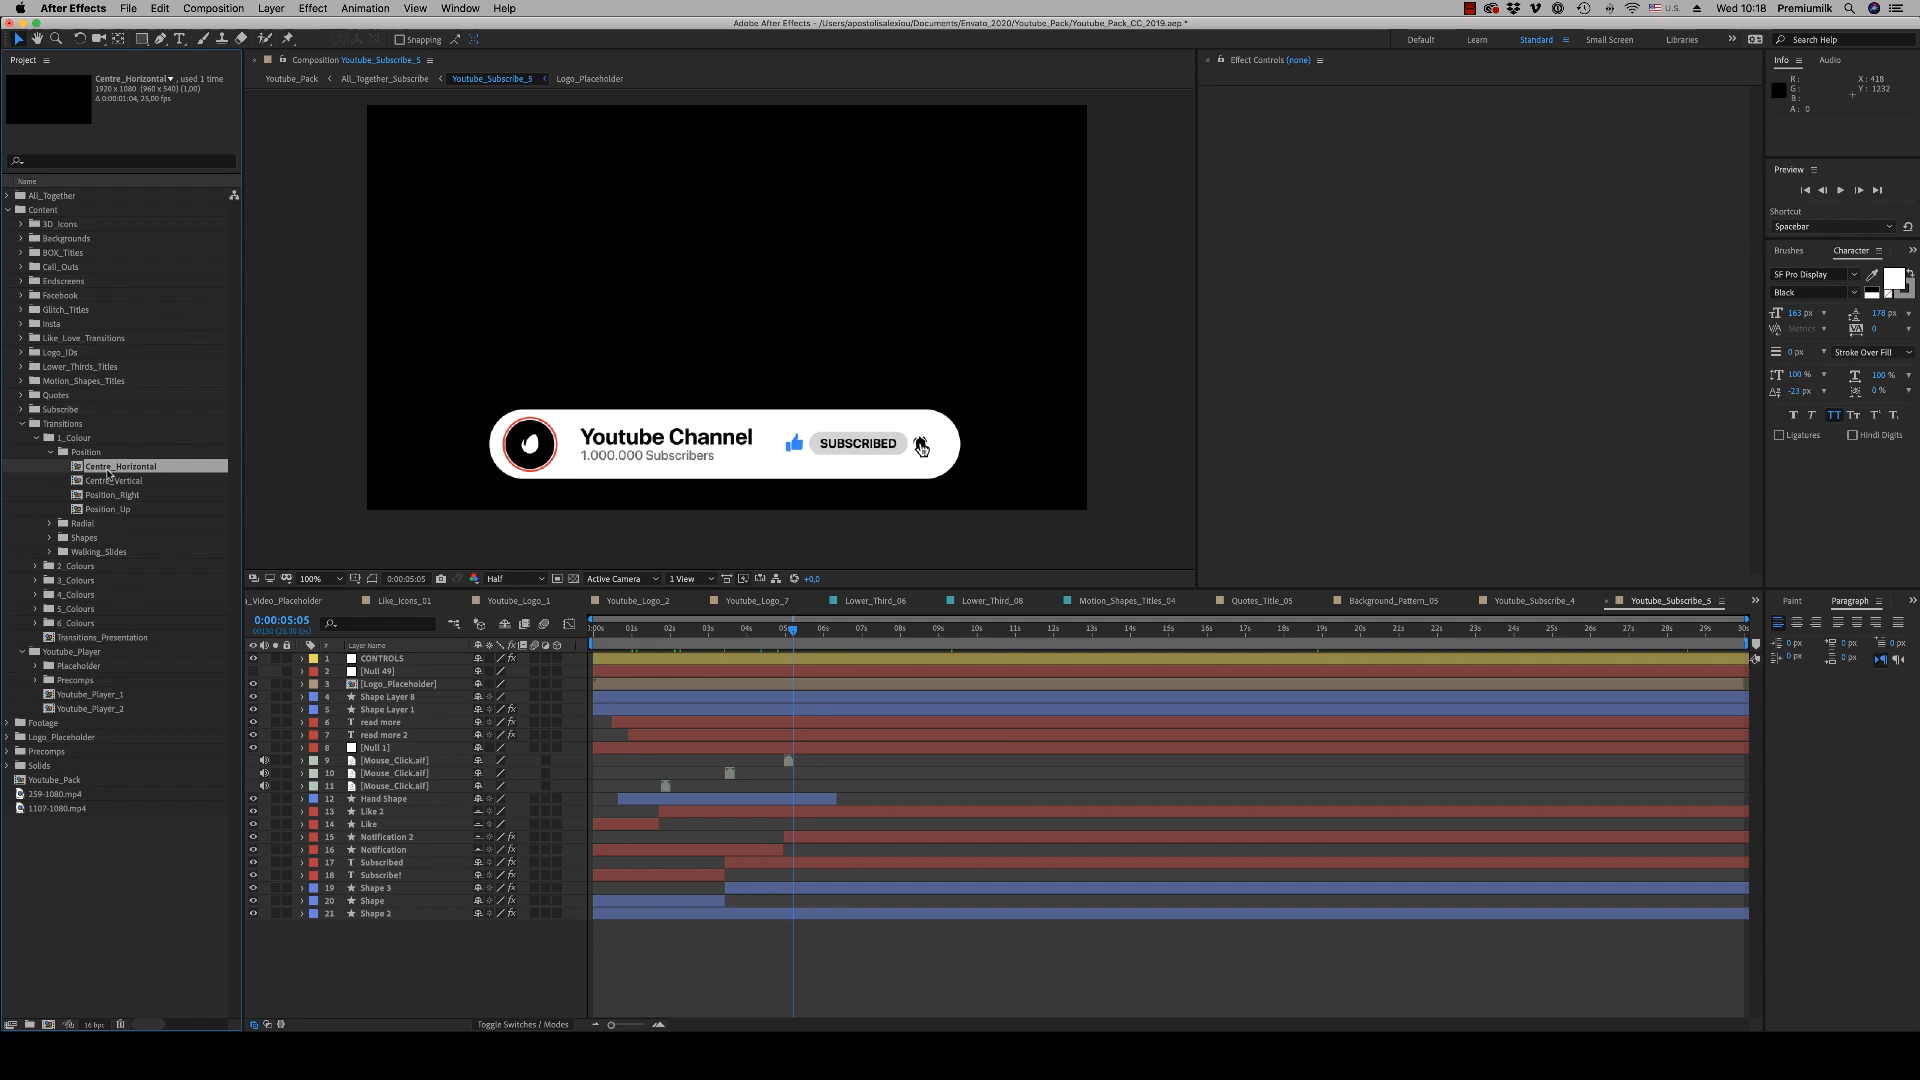 After Effects File Edit Composition Layer Effect Animation View Window Help
U.S. Wed 10:18 Premiumilk
Adobe After Effects - /Users/apostolisalexiou/Documents/Envato_2020/Youtube_Pack/Youtube_Pack_CC_2019.aep *
Snapping Default Learn Standard Small Screen Libraries Search Help
Project Composition Youtube_Subscribe_5 Effect Controls (none) Info Audio
Youtube_Pack All_Together_Subscribe Youtube_Subscribe_5 Logo_Placeholder
Centre_Horizontal , used 1 time
1920 x 1080 (960 x 540) (1,00)
Δ 0:00:01:04, 25,00 fps
R : X : 418
G : Y : 1232
B :
A : 0
Preview
Shortcut
Spacebar
Brushes Character
SF Pro Display
Black
163 px 178 px
Metrics 0
0 px Stroke Over Fill
100 % 100 %
-23 px 0 %
Ligatures Hindi Digits
Name
All_Together
Content
3D_Icons
Backgrounds
BOX_Titles
Call_Outs
Endscreens
Facebook
Glitch_Titles
Insta
Like_Love_Transitions
Logo_IDs
Lower_Thirds_Titles
Motion_Shapes_Titles
Quotes
Subscribe
Transitions
1_Colour
Position
Centre_Horizontal
Centre_Vertical
Position_Right
Position_Up
Radial
Shapes
Walking_Slides
2_Colours
3_Colours
4_Colours
5_Colours
6_Colours
Transitions_Presentation
Youtube_Player
Placeholder
Precomps
Youtube_Player_1
Youtube_Player_2
Footage
Logo_Placeholder
Precomps
Solids
Youtube_Pack
259-1080.mp4
1107-1080.mp4
16 bpc
Youtube Channel
1.000.000 Subscribers
SUBSCRIBED
100% 0:00:05:05 Half Active Camera 1 View +0,0
a_Video_Placeholder Like_Icons_01 Youtube_Logo_1 Youtube_Logo_2 Youtube_Logo_7 Lower_Third_06 Lower_Third_08 Motion_Shapes_Titles_04 Quotes_Title_05 Background_Pattern_05 Youtube_Subscribe_4 Youtube_Subscribe_5
Paint Paragraph
0 px 0 px 0 px
0 px 0 px
0:00:05:05
00130 (25.00 fps)
:00s 01s 02s 03s 04s 05s 06s 07s 08s 09s 10s 11s 12s 13s 14s 15s 16s 17s 18s 19s 20s 21s 22s 23s 24s 25s 26s 27s 28s 29s 30s
# Layer Name
1 CONTROLS
2 [Null 49]
3 [Logo_Placeholder]
4 Shape Layer 8
5 Shape Layer 1
6 read more
7 read more 2
8 [Null 1]
9 [Mouse_Click.aif]
10 [Mouse_Click.aif]
11 [Mouse_Click.aif]
12 Hand Shape
13 Like 2
14 Like
15 Notification 2
16 Notification
17 Subscribed
18 Subscribe!
19 Shape 3
20 Shape
21 Shape 2
Toggle Switches / Modes